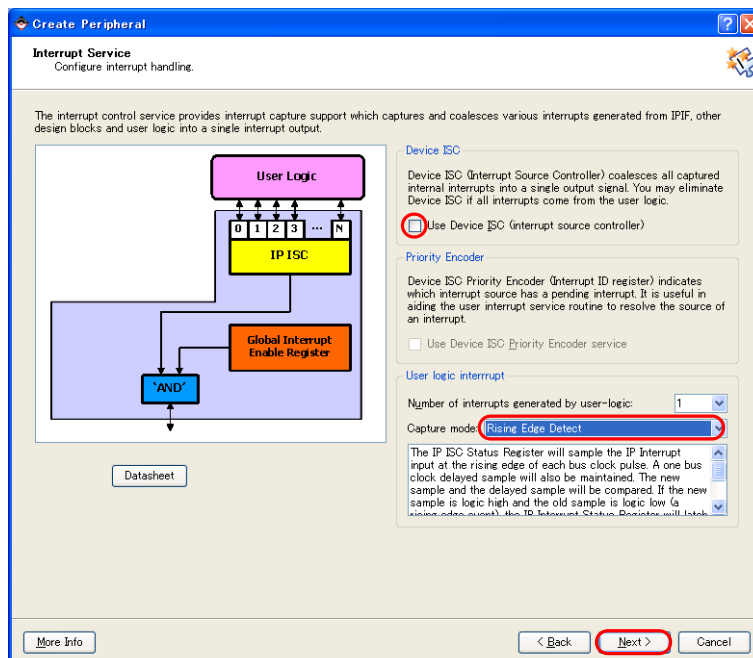 Create Peripheral
Interrupt Service
Configure interrupt handling.
The interrupt control service provides interrupt capture support which captures and coalesces various interrupts generated from IPIF, other
design blocks and user logic into a single interrupt output.
User Logic
0 1 2 3 ... N
IP ISC
Global Interrupt
Enable Register
'AND'
Datasheet
Device ISC
Device ISC (Interrupt Source Controller) coalesces all captured
internal interrupts into a single output signal. You may eliminate
Device ISC if all interrupts come from the user logic.
Use Device ISC (interrupt source controller)
Priority Encoder
Device ISC Priority Encoder (Interrupt ID register) indicates
which interrupt source has a pending interrupt. It is useful in
aiding the user interrupt service routine to resolve the source of
an interrupt.
Use Device ISC Priority Encoder service
User logic interrrupt
Number of interrupts generated by user-logic: 1
Capture mode: Rising Edge Detect
The IP ISC Status Register will sample the IP Interrupt
input at the rising edge of each bus clock pulse. A one bus
clock delayed sample will also be maintained. The new
sample and the delayed sample will be compared. If the new
sample is logic high and the old sample is logic low (a
rising edge event), the IP Interrupt Status Register will latch
More Info
< Back
Next >
Cancel